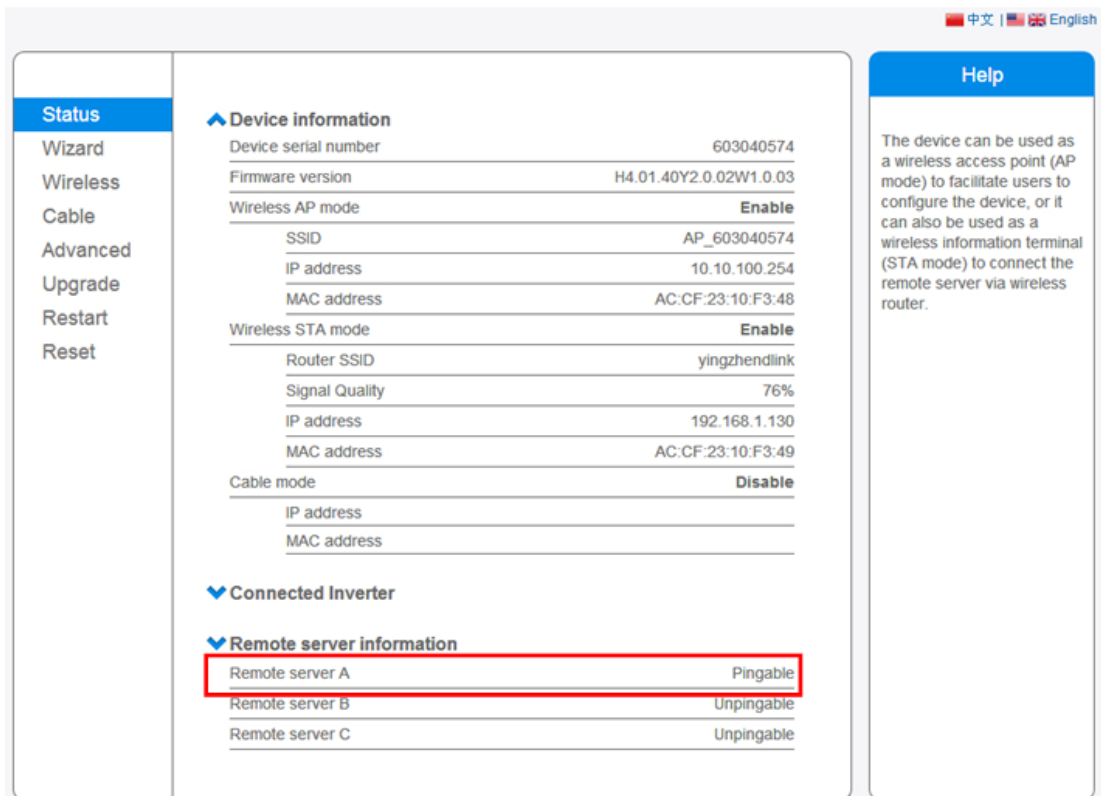 中文 | English
Status
Wizard
Wireless
Cable
Advanced
Upgrade
Restart
Reset
Device information
Device serial number 603040574
Firmware version H4.01.40Y2.0.02W1.0.03
Wireless AP mode Enable
SSID AP_603040574
IP address 10.10.100.254
MAC address AC:CF:23:10:F3:48
Wireless STA mode Enable
Router SSID yingzhendlink
Signal Quality 76%
IP address 192.168.1.130
MAC address AC:CF:23:10:F3:49
Cable mode Disable
IP address
MAC address
Connected Inverter
Remote server information
Remote server A Pingable
Remote server B Unpingable
Remote server C Unpingable
Help
The device can be used as
a wireless access point (AP
mode) to facilitate users to
configure the device, or it
can also be used as a
wireless information terminal
(STA mode) to connect the
remote server via wireless
router.